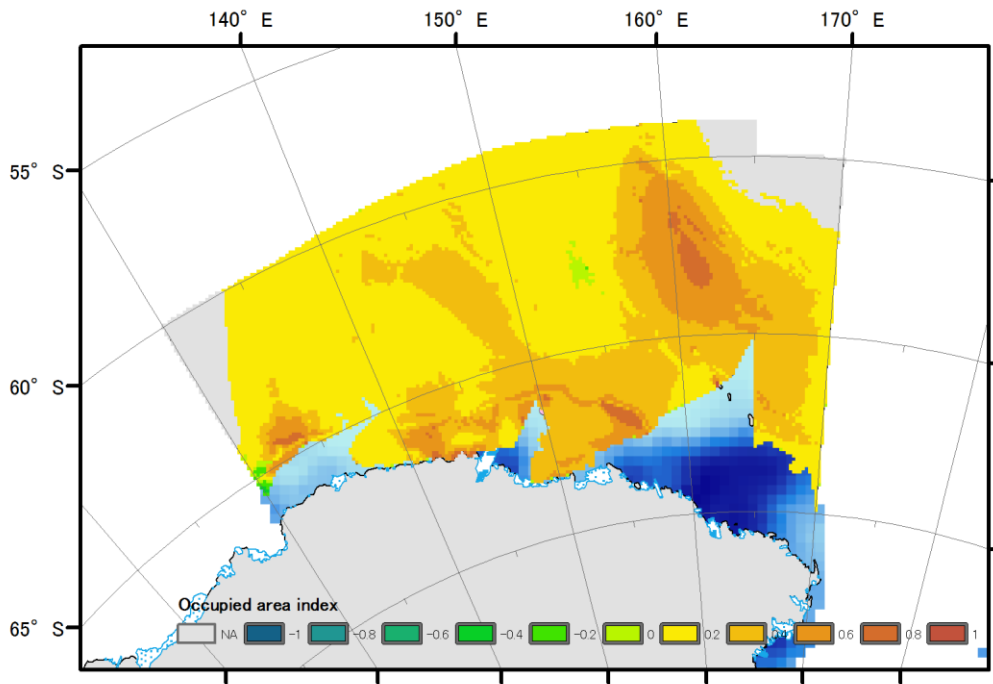 140° E 150° E 160° E 170° E
55° S
60° S
65° S
Occupied area index
NA -1 -0.8 -0.6 -0.4 -0.2 0 0.2 0.6 0.8 1